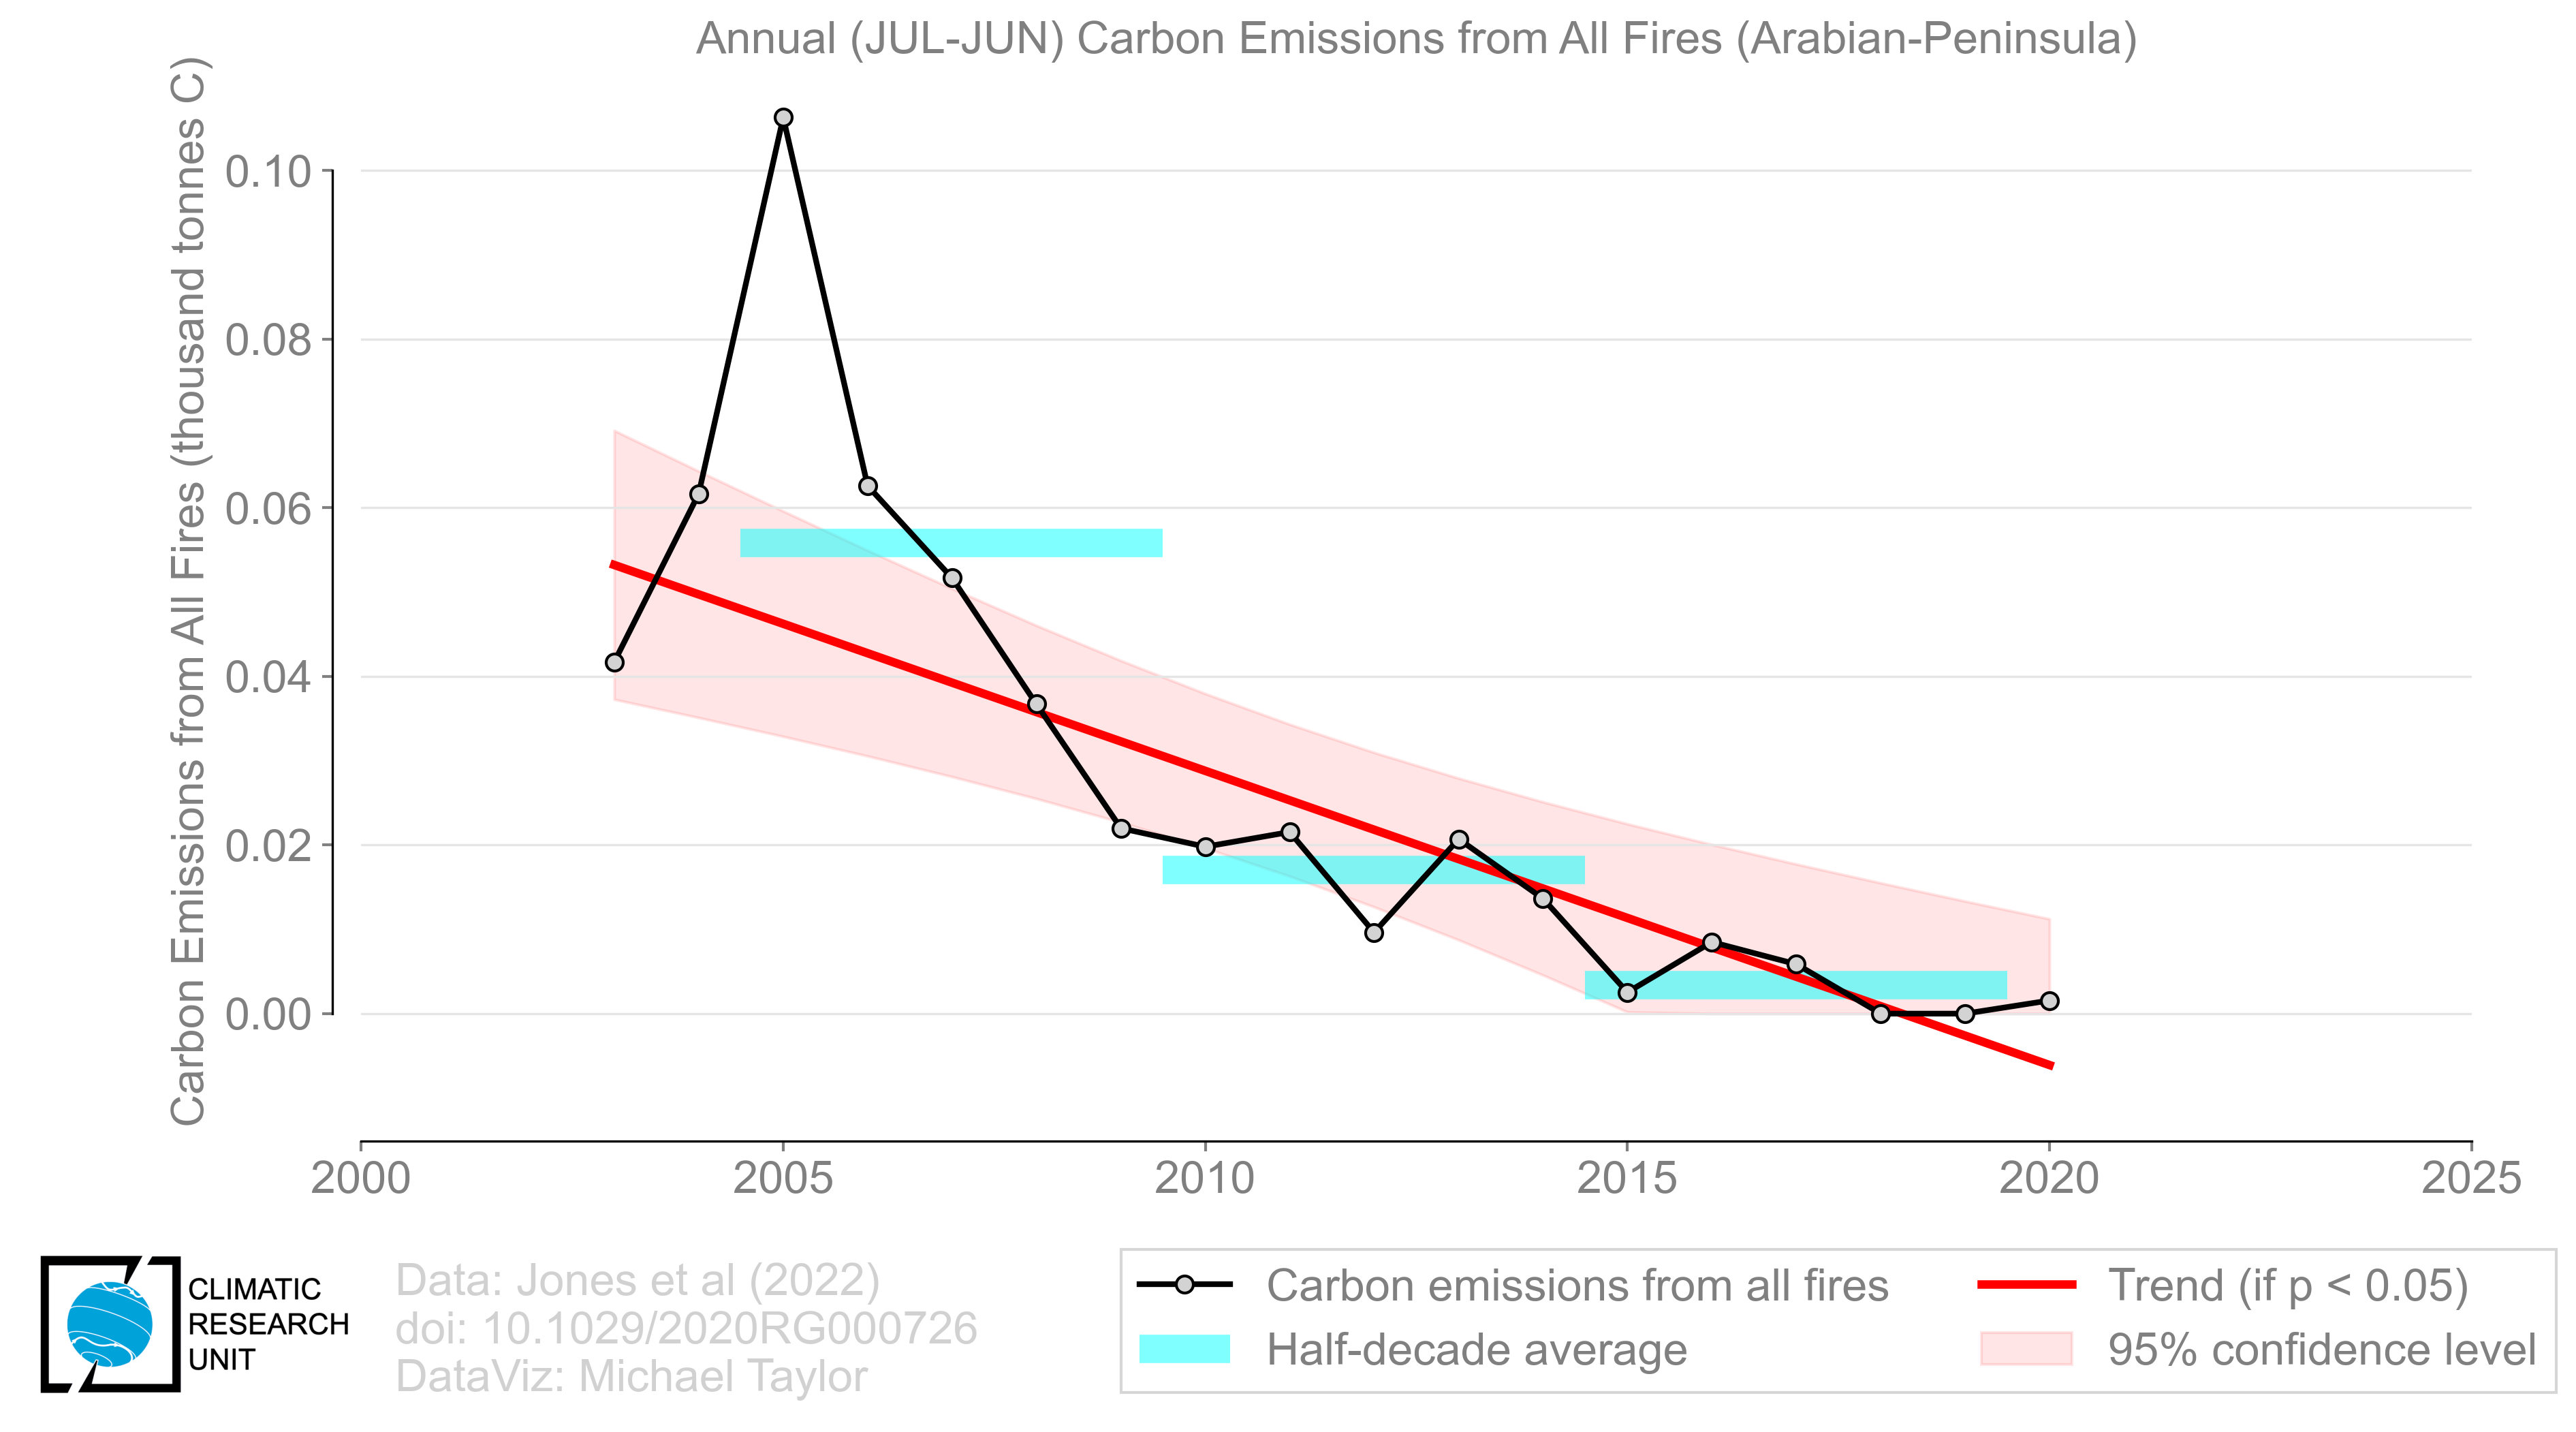 Annual (JUL-JUN) Carbon Emissions from All Fires (Arabian-Peninsula)
Carbon Emissions from All Fires (thousand tonnes C)
0.10
0.08
0.06
0.04
0.02
0.00
2000 2005 2010 2015 2020 2025
CLIMATIC
RESEARCH
UNIT
Data: Jones et al (2022)
doi: 10.1029/2020RG000726
DataViz: Michael Taylor
Carbon emissions from all fires
Half-decade average
Trend (if p < 0.05)
95% confidence level